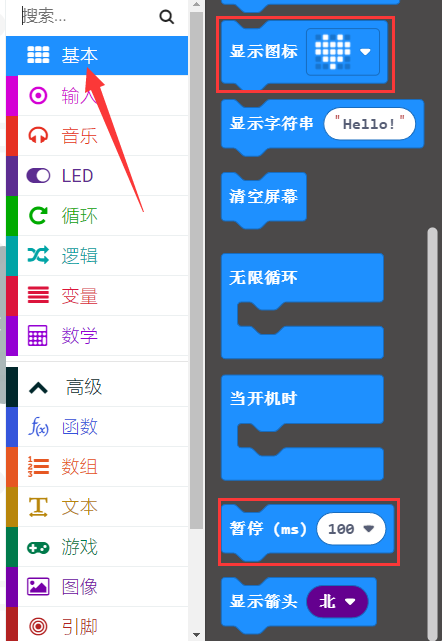 搜索...
基本
输入
音乐
LED
循环
逻辑
变量
数学
高级
函数
数组
文本
游戏
图像
引脚
显示图标
显示字符串 "Hello!"
清空屏幕
无限循环
当开机时
暂停 (ms) 100
显示箭头 北